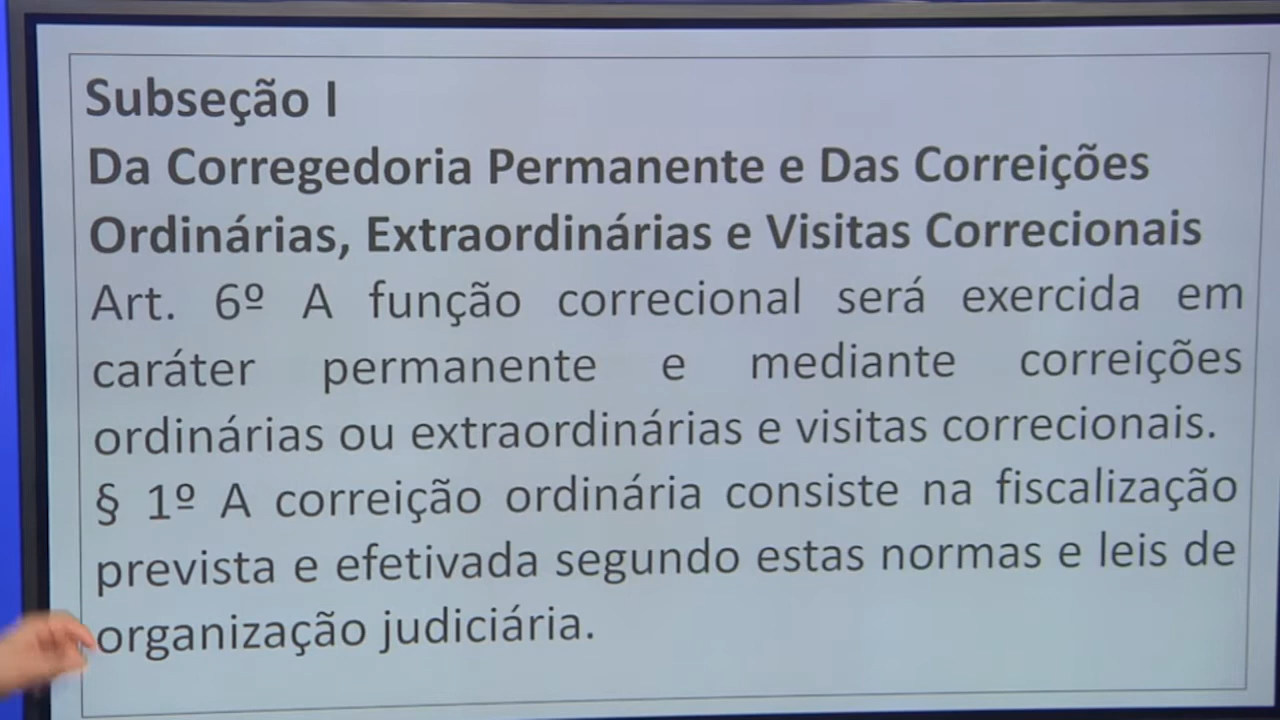 Subseção I
Da Corregedoria Permanente e Das Correições
Ordinárias, Extraordinárias e Visitas Correcionais
Art. 6º A função correcional será exercida em
caráter permanente e mediante correições
ordinárias ou extraordinárias e visitas correcionais.
§ 1º A correição ordinária consiste na fiscalização
prevista e efetivada segundo estas normas e leis de
organização judiciária.